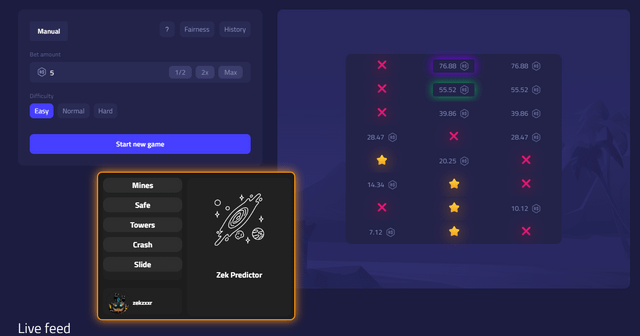 Manual
? Fairness History
Bet amount
5 1/2 2x Max
Difficulty
Easy Normal Hard
Start new game
76.88 76.88
55.52 55.52
39.86 39.86
28.47 28.47
20.25
14.34
10.12
7.12
Mines
Safe
Towers
Crash
Slide
Zek Predictor
zekzxxr
Live feed